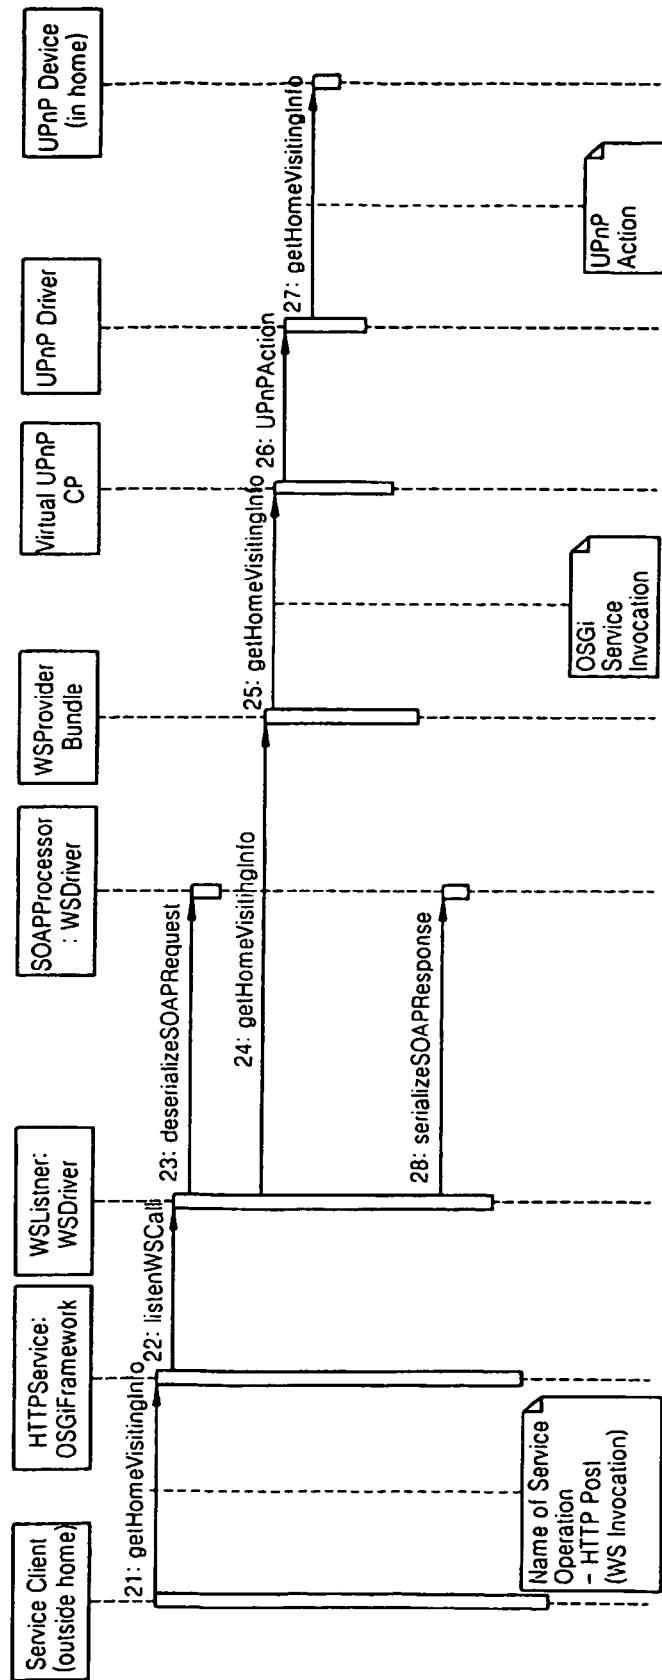 Service Client
(outside home)
HTTPService:
OSGiFramework
WSListner:
WSDriver
SOAPProcessor
: WSDriver
WSProvider
Bundle
Virtual UPnP
CP
UPnP Driver
UPnP Device
(in home)
21: getHomeVisitingInfo
22: listenWSCall
23: deserializeSOAPRequest
24: getHomeVisitingInfo
25: getHomeVisitingInfo
26: UPnPAction
27: getHomeVisitingInfo
28: serializeSOAPResponse
Name of Service
Operation
- HTTP Post
(WS Invocation)
OSGi
Service
Invocation
UPnP
Action